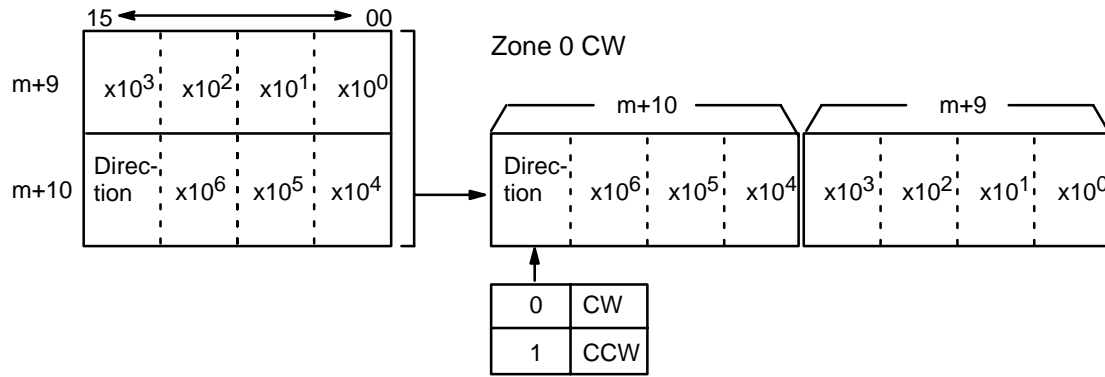 15 00
Zone 0 CW
m+9 x10³ x10² x10¹ x10⁰
m+10 m+9
m+10 Direc-
tion x10⁶ x10⁵ x10⁴
Direc-
tion x10⁶ x10⁵ x10⁴ x10³ x10² x10¹ x10⁰
0 CW
1 CCW